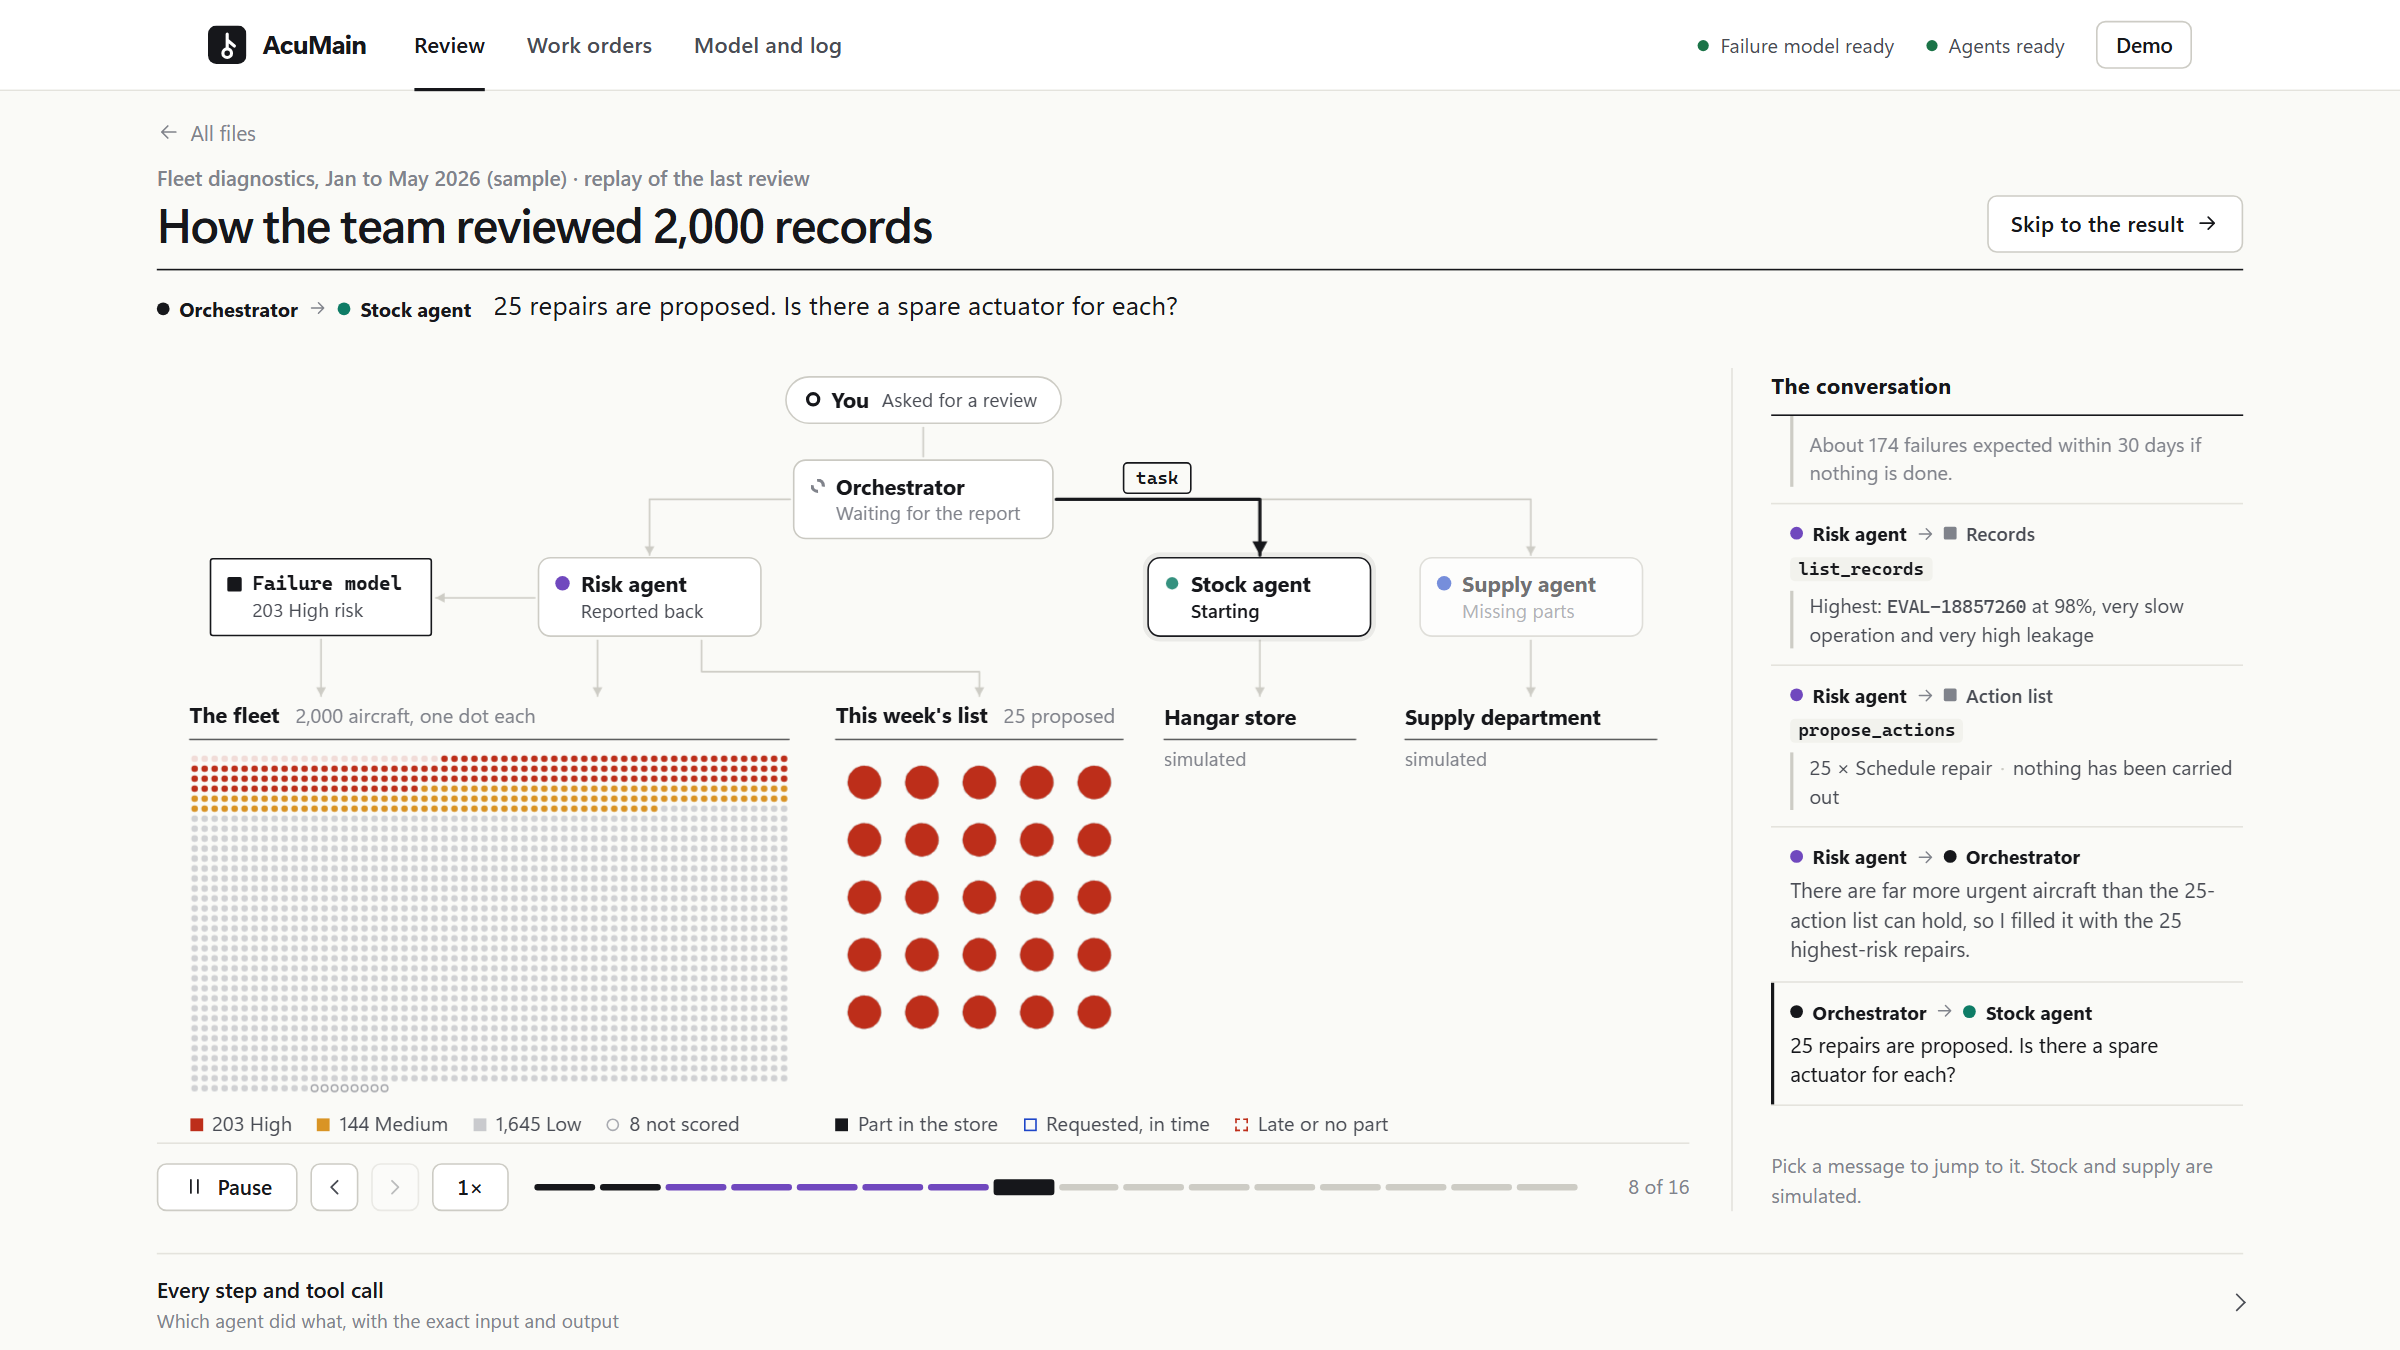 AcuMain
Review
Work orders
Model and log
Failure model ready
Agents ready
Demo
← All files
Fleet diagnostics, Jan to May 2026 (sample) · replay of the last review
How the team reviewed 2,000 records
Skip to the result →
Orchestrator → Stock agent 25 repairs are proposed. Is there a spare actuator for each?
You Asked for a review
Orchestrator
Waiting for the report
task
Failure model
203 High risk
Risk agent
Reported back
Stock agent
Starting
Supply agent
Missing parts
The fleet 2,000 aircraft, one dot each
This week's list 25 proposed
Hangar store
simulated
Supply department
simulated
203 High
144 Medium
1,645 Low
8 not scored
Part in the store
Requested, in time
Late or no part
Pause
1×
8 of 16
The conversation
About 174 failures expected within 30 days if
nothing is done.
Risk agent → Records
list_records
Highest: EVAL-18857260 at 98%, very slow
operation and very high leakage
Risk agent → Action list
propose_actions
25 × Schedule repair · nothing has been carried
out
Risk agent → Orchestrator
There are far more urgent aircraft than the 25-
action list can hold, so I filled it with the 25
highest-risk repairs.
Orchestrator → Stock agent
25 repairs are proposed. Is there a spare
actuator for each?
Pick a message to jump to it. Stock and supply are
simulated.
Every step and tool call
Which agent did what, with the exact input and output